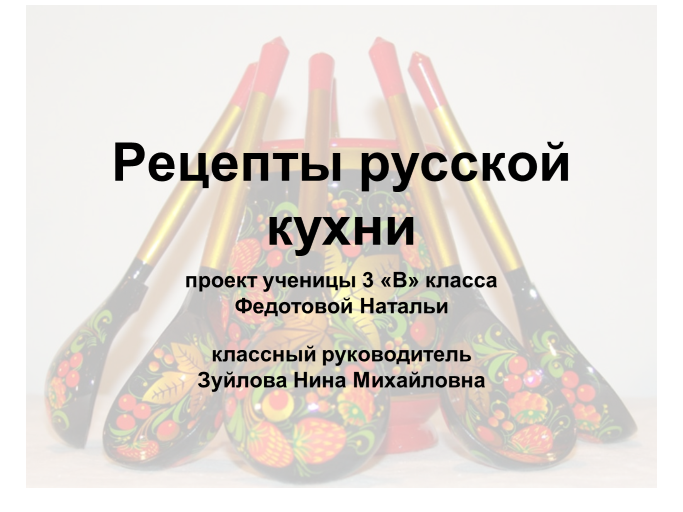 Рецепты русской
кухни
проект ученицы 3 «В» класса
Федотовой Натальи
классный руководитель
Зуйлова Нина Михайловна